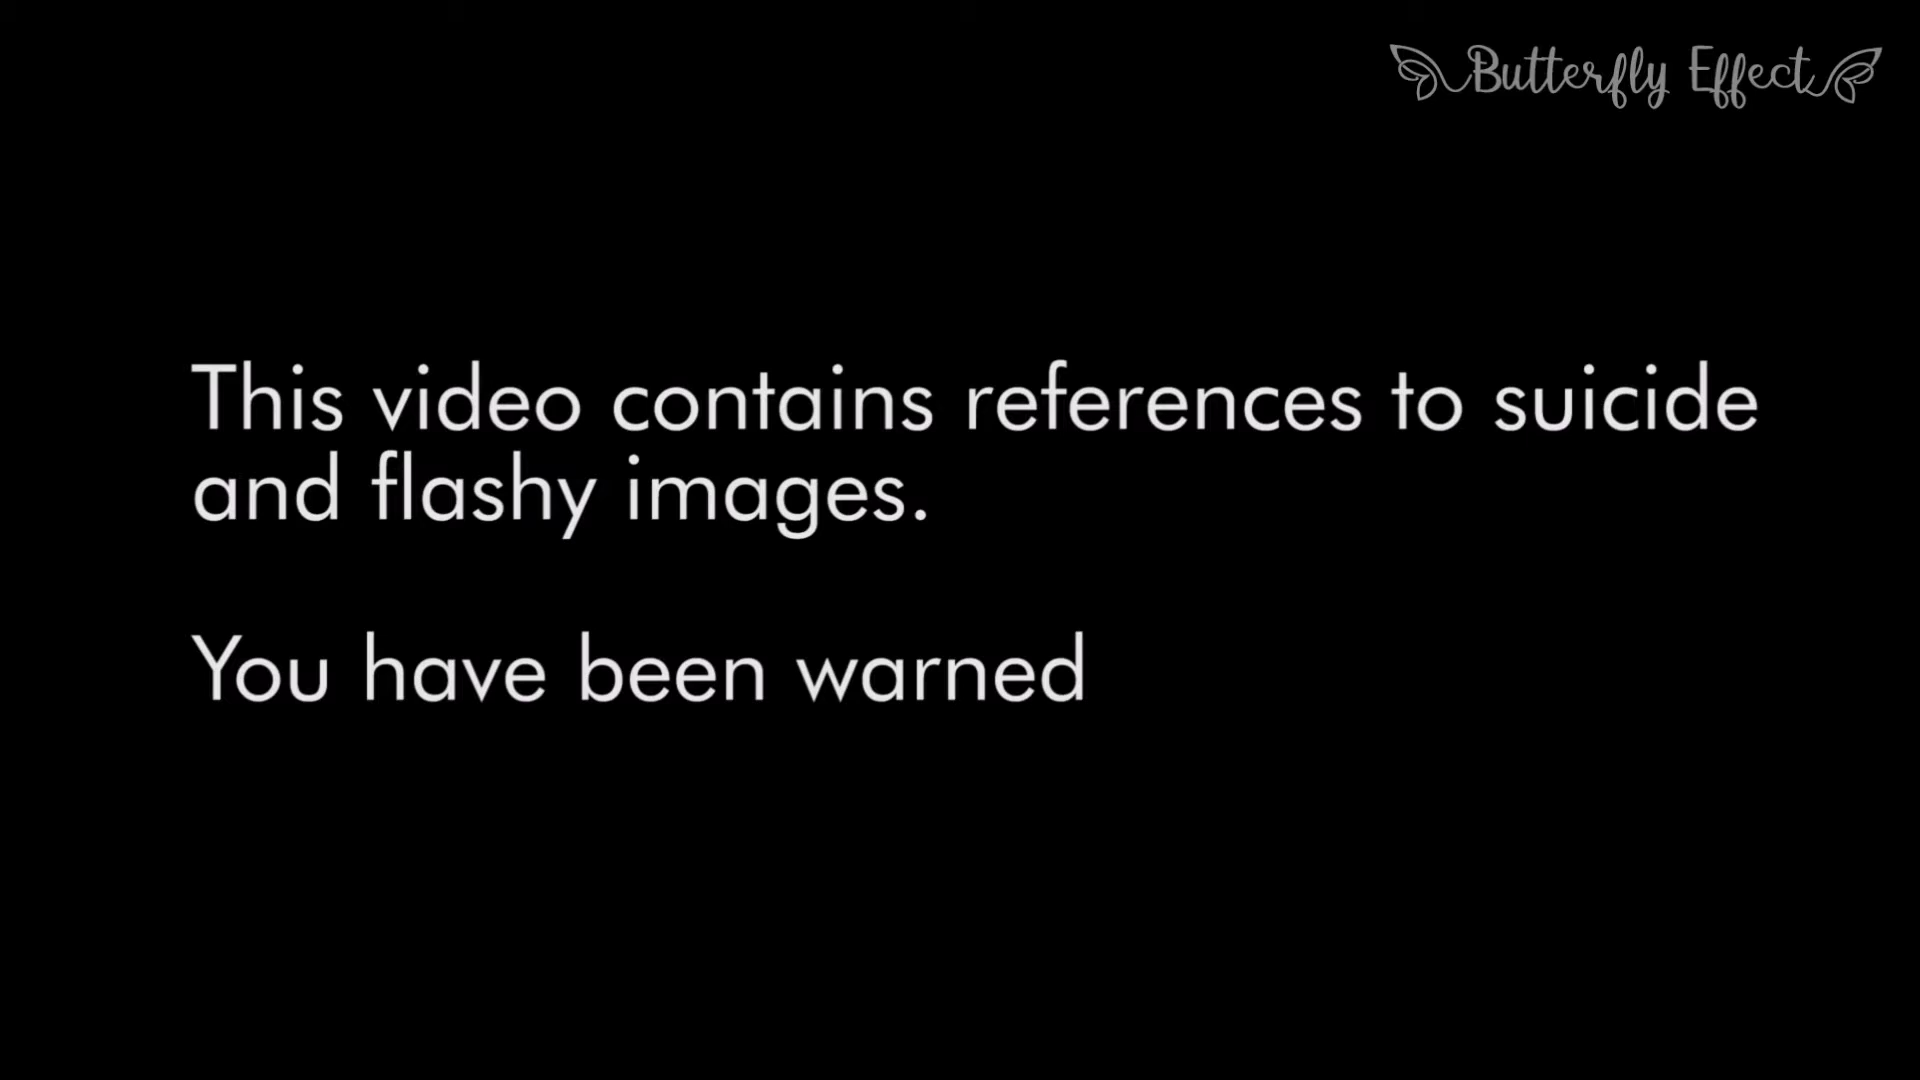 Butterfly Effect
This video contains references to suicide
and flashy images.
You have been warned